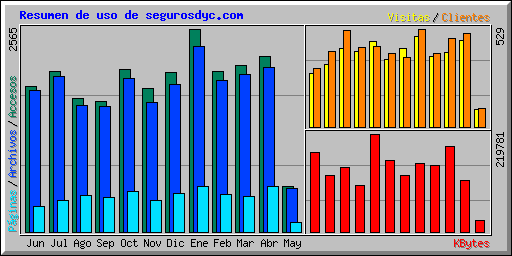 Resumen de uso de segurosdyc.com
Visitas / Clientes
2565
529
Páginas / Archivos / Accesos
219781
Jun Jul Ago Sep Oct Nov Dic Ene Feb Mar Abr May
KBytes